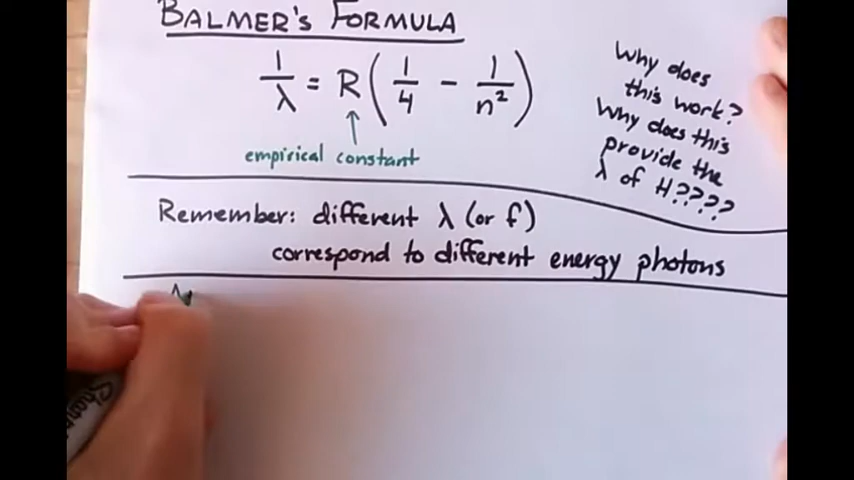 BALMER'S FORMULA
1/λ = R(1/4 - 1/n²)
empirical constant
Why does
this work?
Why does this
provide the
λ of H????
Remember: different λ (or f)
correspond to different energy photons